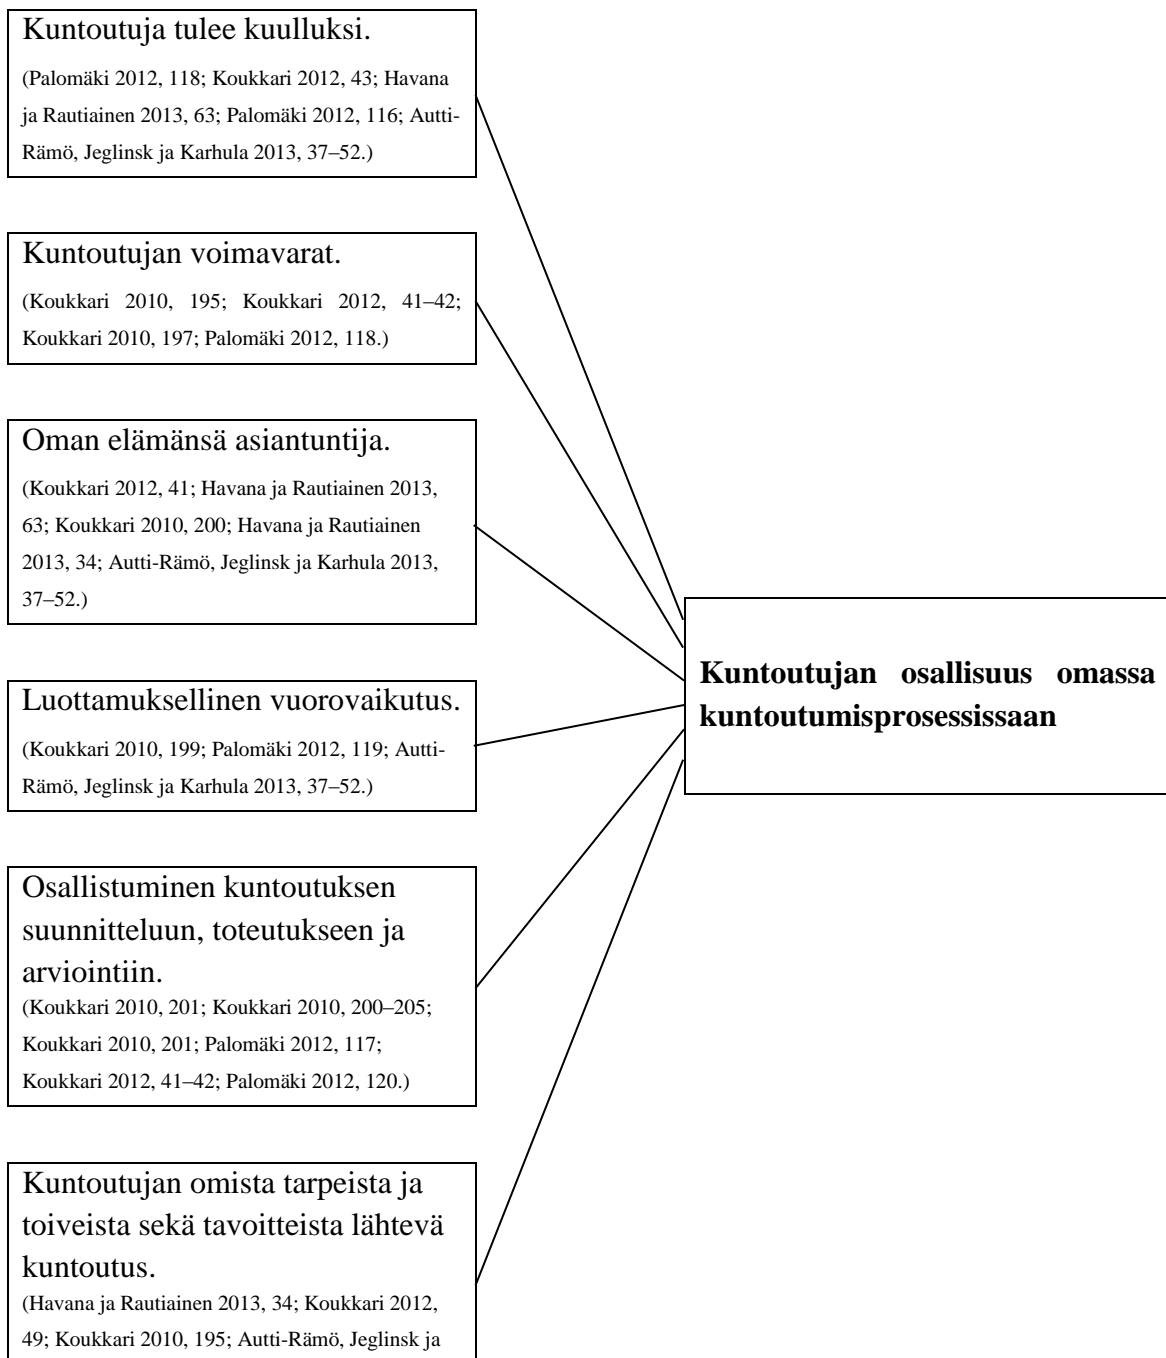 Kuntoutuja tulee kuulluksi.
(Palomäki 2012, 118; Koukkari 2012, 43; Havana
ja Rautiainen 2013, 63; Palomäki 2012, 116; Autti-
Rämö, Jeglinsk ja Karhula 2013, 37–52.)
Kuntoutujan voimavarat.
(Koukkari 2010, 195; Koukkari 2012, 41–42;
Koukkari 2010, 197; Palomäki 2012, 118.)
Oman elämänsä asiantuntija.
(Koukkari 2012, 41; Havana ja Rautiainen 2013,
63; Koukkari 2010, 200; Havana ja Rautiainen
2013, 34; Autti-Rämö, Jeglinsk ja Karhula 2013,
37–52.)
Luottamuksellinen vuorovaikutus.
(Koukkari 2010, 199; Palomäki 2012, 119; Autti-
Rämö, Jeglinsk ja Karhula 2013, 37–52.)
Osallistuminen kuntoutuksen
suunnitteluun, toteutukseen ja
arviointiin.
(Koukkari 2010, 201; Koukkari 2010, 200–205;
Koukkari 2010, 201; Palomäki 2012, 117;
Koukkari 2012, 41–42; Palomäki 2012, 120.)
Kuntoutujan omista tarpeista ja
toiveista sekä tavoitteista lähtevä
kuntoutus.
(Havana ja Rautiainen 2013, 34; Koukkari 2012,
49; Koukkari 2010, 195; Autti-Rämö, Jeglinsk ja
Kuntoutujan osallisuus omassa
kuntoutumisprosessissaan